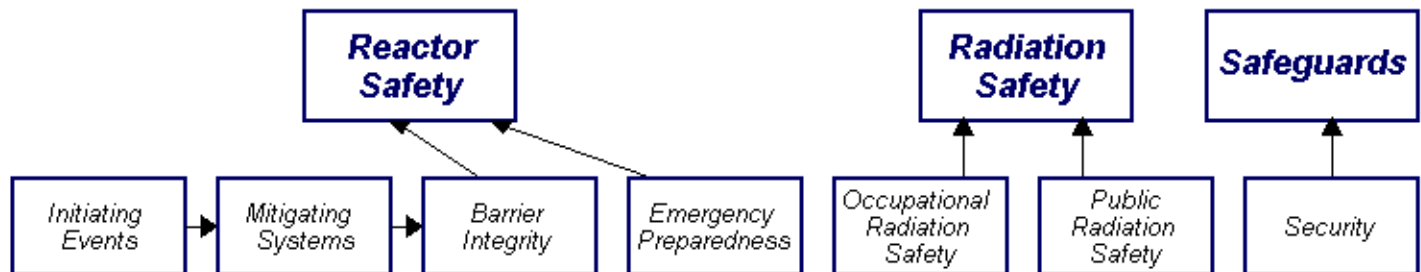 Reactor
Safety
Radiation
Safety
Safeguards
Initiating
Events
Mitigating
Systems
Barrier
Integrity
Emergency
Preparedness
Occupational
Radiation
Safety
Public
Radiation
Safety
Security